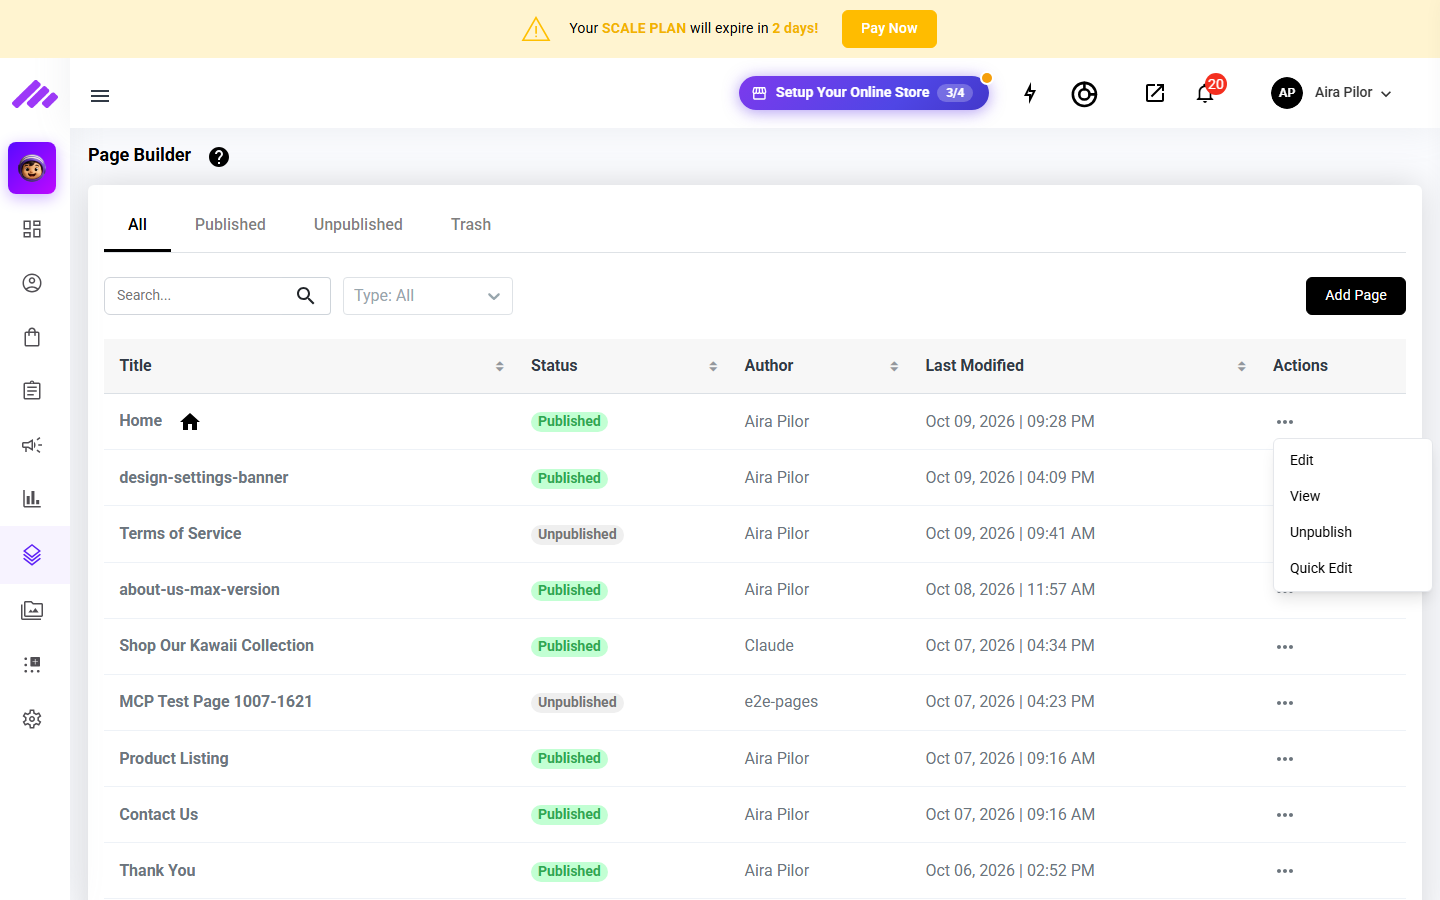 Your SCALE PLAN will expire in 2 days! Pay Now
Setup Your Online Store 3/4
20
AP Aira Pilor
Page Builder
All Published Unpublished Trash
Search... Type: All Add Page
Title Status Author Last Modified Actions
Home Published Aira Pilor Oct 09, 2026 | 09:28 PM
Edit
View
Unpublish
Quick Edit
design-settings-banner Published Aira Pilor Oct 09, 2026 | 04:09 PM
Terms of Service Unpublished Aira Pilor Oct 09, 2026 | 09:41 AM
about-us-max-version Published Aira Pilor Oct 08, 2026 | 11:57 AM
Shop Our Kawaii Collection Published Claude Oct 07, 2026 | 04:34 PM
MCP Test Page 1007-1621 Unpublished e2e-pages Oct 07, 2026 | 04:23 PM
Product Listing Published Aira Pilor Oct 07, 2026 | 09:16 AM
Contact Us Published Aira Pilor Oct 07, 2026 | 09:16 AM
Thank You Published Aira Pilor Oct 06, 2026 | 02:52 PM